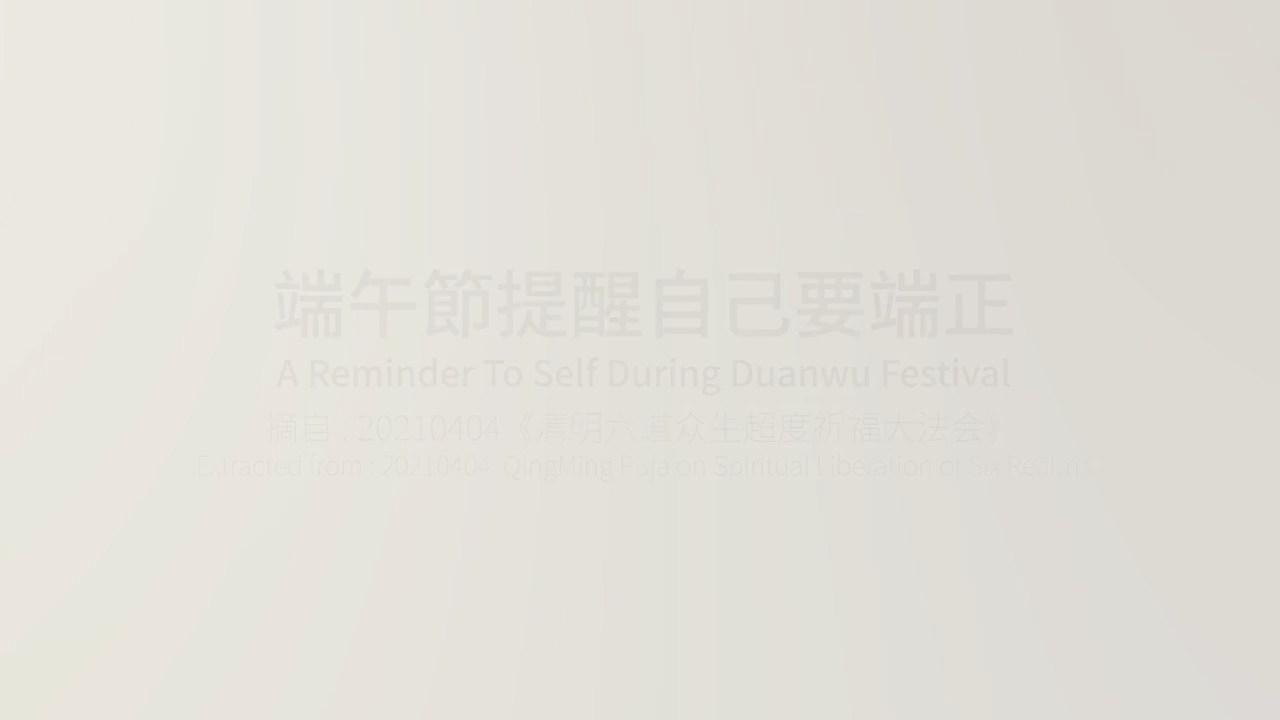 端午節提醒自己要端正
A Reminder To Self During Duanwu Festival
摘自 : 20210404《清明六道众生超度祈福大法会》
Extracted from : 20210404 QingMing Puja on Spiritual Liberation of Six Realms